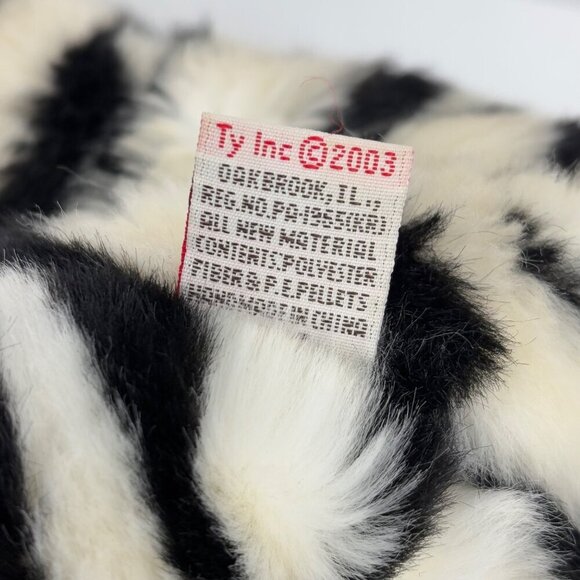 Ty Inc ©2003
OAKBROOK, IL.,
REG.NO.PA.1965(KR)
ALL NEW MATERIAL
CONTENT:POLYESTER
FIBER & P.E.PELLETS
HANDMADE IN CHINA